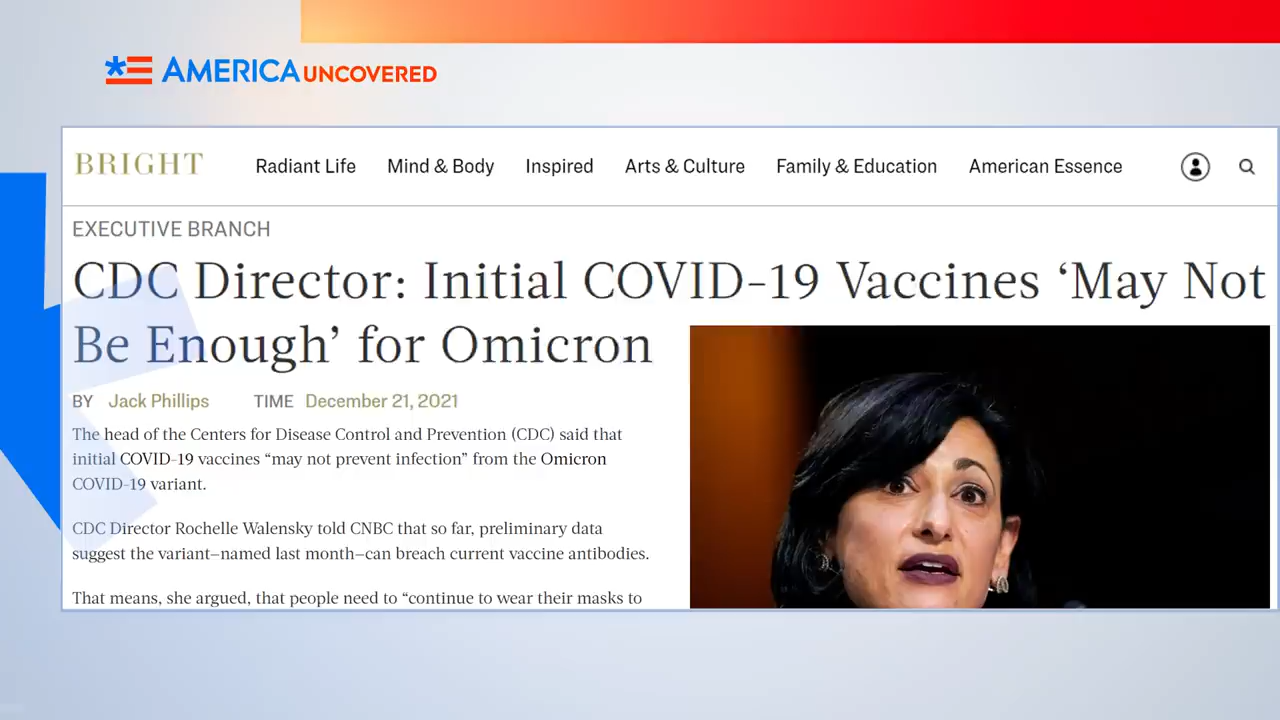 AMERICA UNCOVERED
BRIGHT Radiant Life Mind & Body Inspired Arts & Culture Family & Education American Essence
EXECUTIVE BRANCH
CDC Director: Initial COVID-19 Vaccines ‘May Not
Be Enough’ for Omicron
BY Jack Phillips TIME December 21, 2021
The head of the Centers for Disease Control and Prevention (CDC) said that
initial COVID-19 vaccines “may not prevent infection” from the Omicron
COVID-19 variant.
CDC Director Rochelle Walensky told CNBC that so far, preliminary data
suggest the variant—named last month—can breach current vaccine antibodies.
That means, she argued, that people need to “continue to wear their masks to